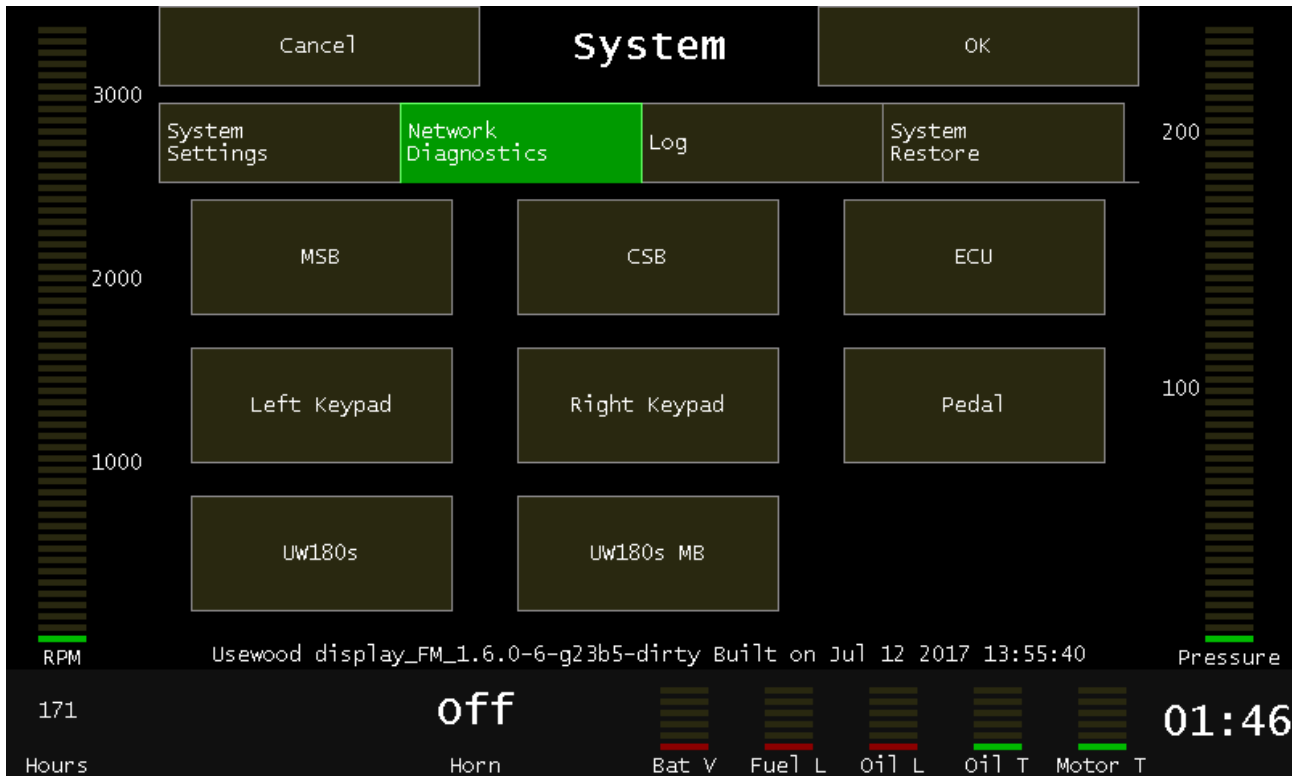 Cancel
System
OK
3000
System
Settings
Network
Diagnostics
Log
System
Restore
200
MSB
CSB
ECU
2000
Left Keypad
Right Keypad
Pedal
100
1000
UW180s
UW180s MB
RPM
Usewood display_FM_1.6.0-6-g23b5-dirty Built on Jul 12 2017 13:55:40
Pressure
171
Off
01:46
Hours
Horn
Bat V
Fuel L
Oil L
Oil T
Motor T